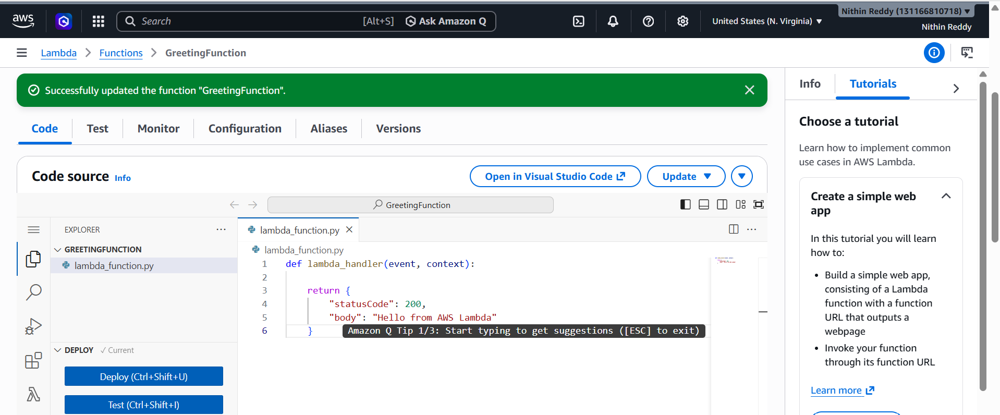 aws
Search [Alt+S] Ask Amazon Q
United States (N. Virginia) ▼
Nithin Reddy (131166810718) ▼
Nithin Reddy
Lambda > Functions > GreetingFunction
Successfully updated the function "GreetingFunction".
Code Test Monitor Configuration Aliases Versions
Code source Info
Open in Visual Studio Code Update ▼
GreetingFunction
EXPLORER ···
GREETINGFUNCTION
lambda_function.py
DEPLOY ✓ Current
Deploy (Ctrl+Shift+U)
Test (Ctrl+Shift+I)
lambda_function.py
lambda_function.py
1 def lambda_handler(event, context):
2
3     return {
4         "statusCode": 200,
5         "body": "Hello from AWS Lambda"
6     } Amazon Q Tip 1/3: Start typing to get suggestions ([ESC] to exit)
Info Tutorials
Choose a tutorial
Learn how to implement common
use cases in AWS Lambda.
Create a simple web
app
In this tutorial you will learn
how to:
• Build a simple web app,
consisting of a Lambda
function with a function
URL that outputs a
webpage
• Invoke your function
through its function URL
Learn more